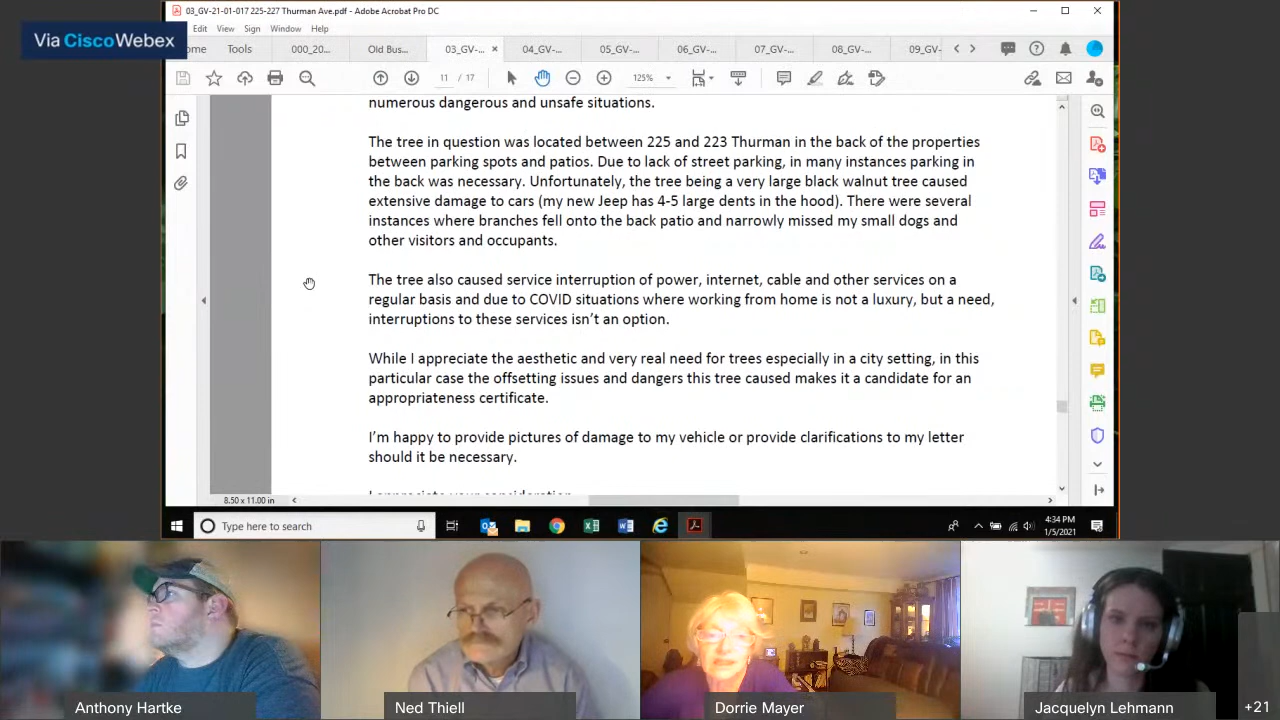 03_GV-21-01-017 225-227 Thurman Ave.pdf - Adobe Acrobat Pro DC
Via Cisco Webex
Edit View Sign Window Help
ome Tools 000_20... Old Ba 03_GV-... × 04_GV-... 05_GV-... 06_GV-... 07_GV-... 08_GV-... 09_GV-
11 / 17 125%
numerous dangerous and unsafe situations.
The tree in question was located between 225 and 223 Thurman in the back of the properties
between parking spots and patios. Due to lack of street parking, in many instances parking in
the back was necessary. Unfortunately, the tree being a very large black walnut tree caused
extensive damage to cars (my new Jeep has 4-5 large dents in the hood). There were several
instances where branches fell onto the back patio and narrowly missed my small dogs and
other visitors and occupants.
The tree also caused service interruption of power, internet, cable and other services on a
regular basis and due to COVID situations where working from home is not a luxury, but a need,
interruptions to these services isn't an option.
While I appreciate the aesthetic and very real need for trees especially in a city setting, in this
particular case the offsetting issues and dangers this tree caused makes it a candidate for an
appropriateness certificate.
I'm happy to provide pictures of damage to my vehicle or provide clarifications to my letter
should it be necessary.
I appreciate your consideration
8.50 x 11.00 in
Type here to search
4:34 PM
1/5/2021
Anthony Hartke Ned Thiell Dorrie Mayer Jacquelyn Lehmann +21